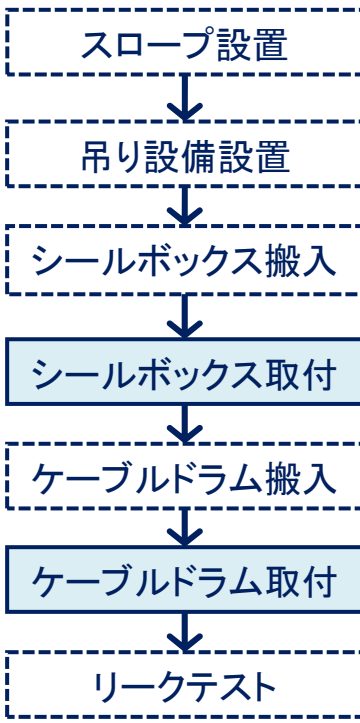 スロープ設置
吊り設備設置
シールボックス搬入
シールボックス取付
ケーブルドラム搬入
ケーブルドラム取付
リークテスト